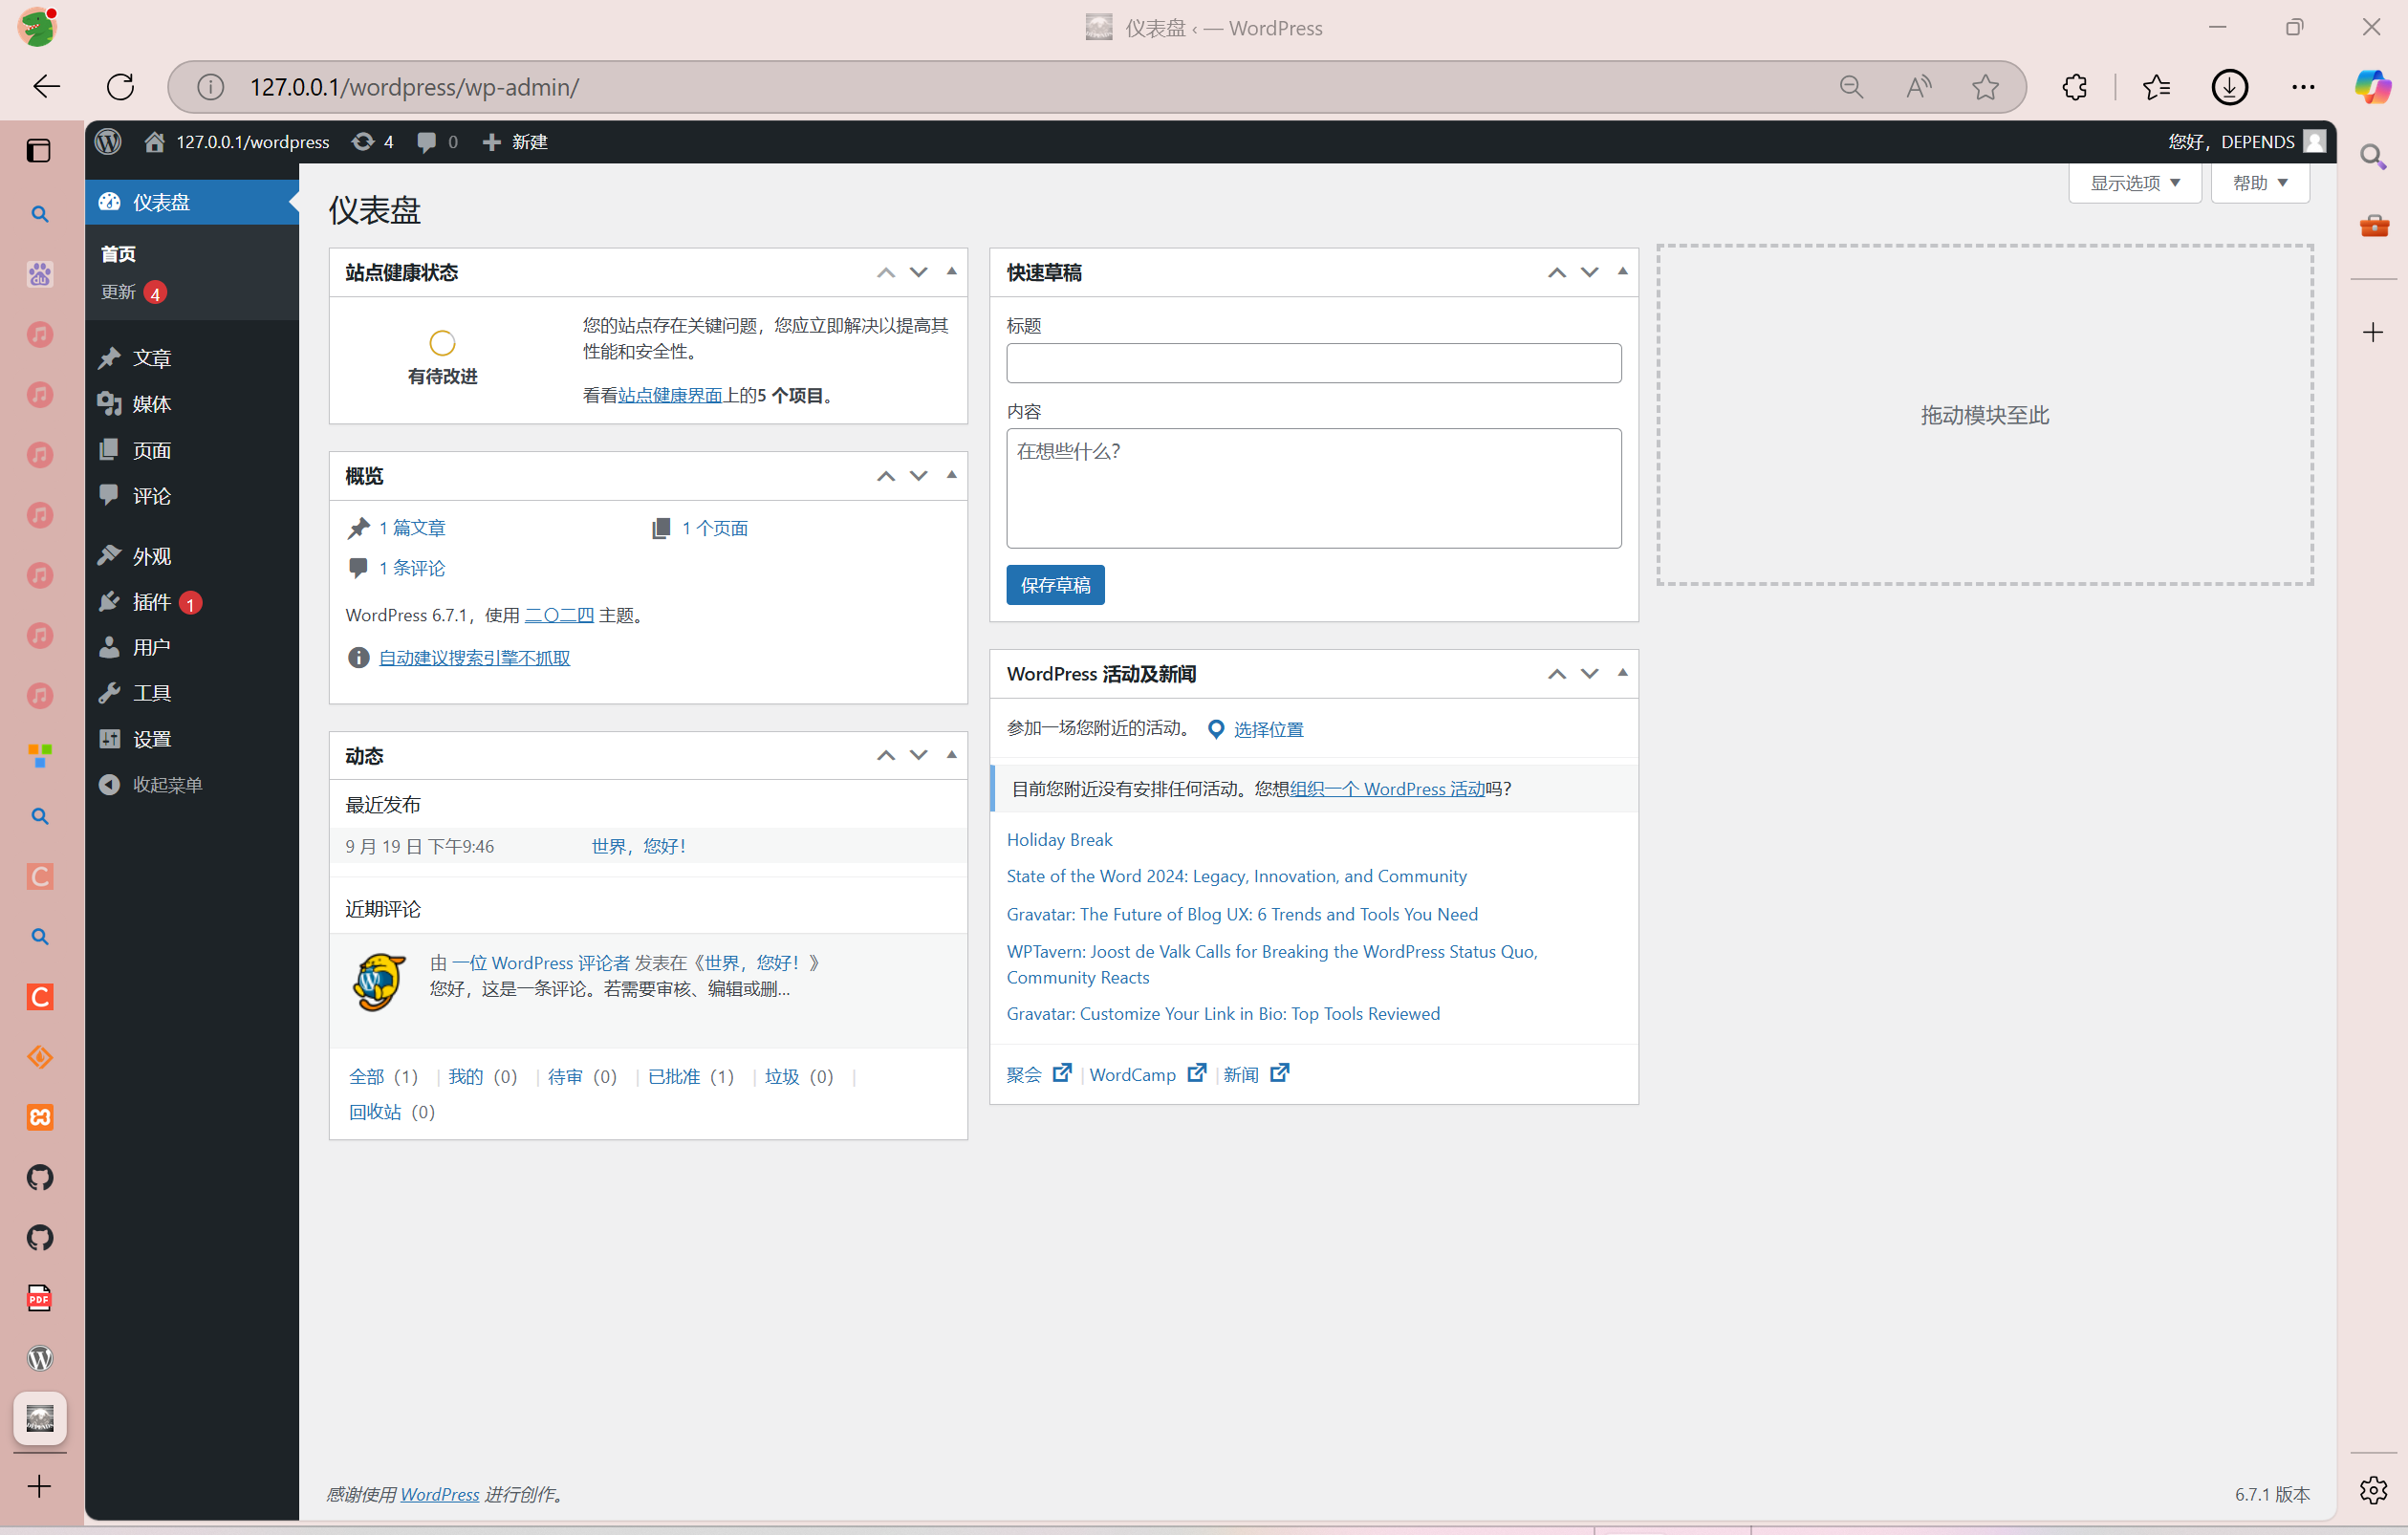 仪表盘 ‹ — WordPress
127.0.0.1/wordpress/wp-admin/
127.0.0.1/wordpress 4 0 新建
您好，DEPENDS
仪表盘
首页
更新 4
文章
媒体
页面
评论
外观
插件 1
用户
工具
设置
收起菜单
显示选项
帮助
仪表盘
站点健康状态
有待改进
您的站点存在关键问题，您应立即解决以提高其
性能和安全性。
看看站点健康界面上的5 个项目。
概览
1 篇文章
1 个页面
1 条评论
WordPress 6.7.1，使用 二〇二四 主题。
自动建议搜索引擎不抓取
动态
最近发布
9 月 19 日 下午9:46 世界，您好！
近期评论
由 一位 WordPress 评论者 发表在《世界，您好！》
您好，这是一条评论。若需要审核、编辑或删...
全部（1） | 我的（0） | 待审（0） | 已批准（1） | 垃圾（0） |
回收站（0）
快速草稿
标题
内容
在想些什么？
保存草稿
WordPress 活动及新闻
参加一场您附近的活动。 选择位置
目前您附近没有安排任何活动。您想组织一个 WordPress 活动吗？
Holiday Break
State of the Word 2024: Legacy, Innovation, and Community
Gravatar: The Future of Blog UX: 6 Trends and Tools You Need
WPTavern: Joost de Valk Calls for Breaking the WordPress Status Quo,
Community Reacts
Gravatar: Customize Your Link in Bio: Top Tools Reviewed
聚会 | WordCamp | 新闻
拖动模块至此
感谢使用 WordPress 进行创作。
6.7.1 版本